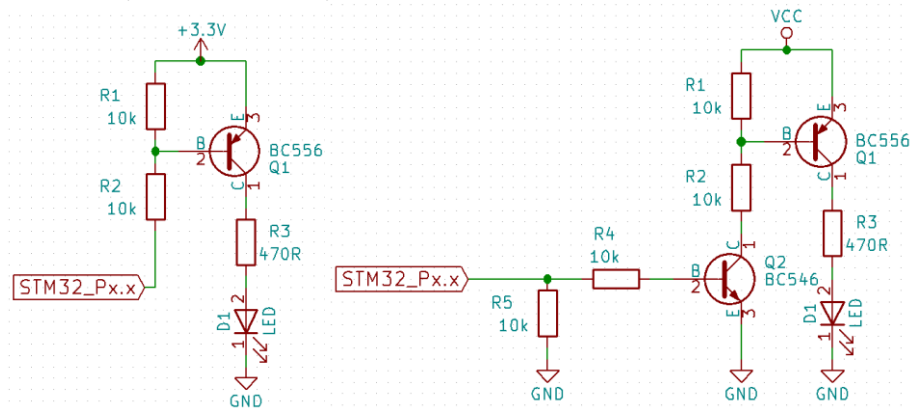 +3.3V
R1
10k
E
3
B
2
BC556
Q1
C
1
R2
10k
R3
470R
STM32_Px.x
2
D1
LED
1
GND
VCC
R1
10k
E
3
B
2
BC556
Q1
C
1
R2
10k
R3
470R
R4
10k
C
1
Q2
BC546
B
2
STM32_Px.x
R5
10k
E
3
2
D1
LED
1
GND
GND
GND